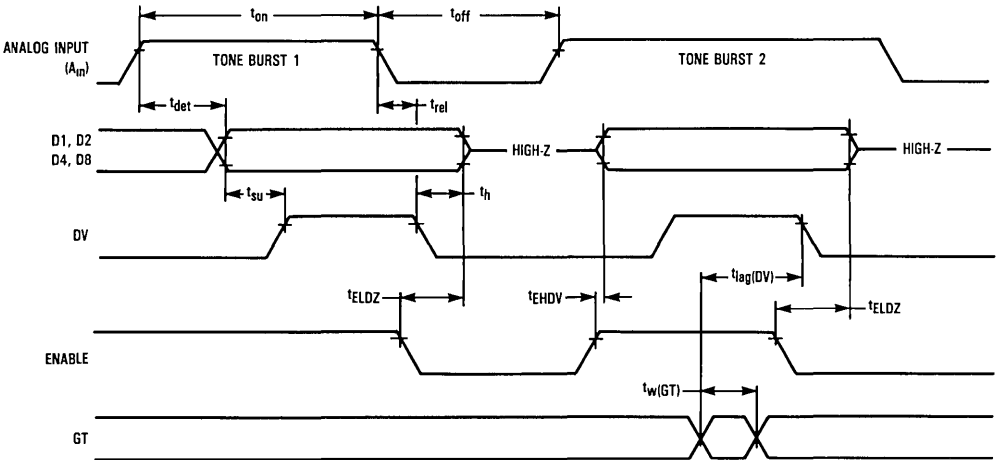 ton
toff
ANALOG INPUT
(Ain)
TONE BURST 1
TONE BURST 2
tdet
trel
D1, D2
D4, D8
HIGH-Z
HIGH-Z
tsu
th
DV
tlag(DV)
tELDZ
tEHDV
tELDZ
ENABLE
tw(GT)
GT